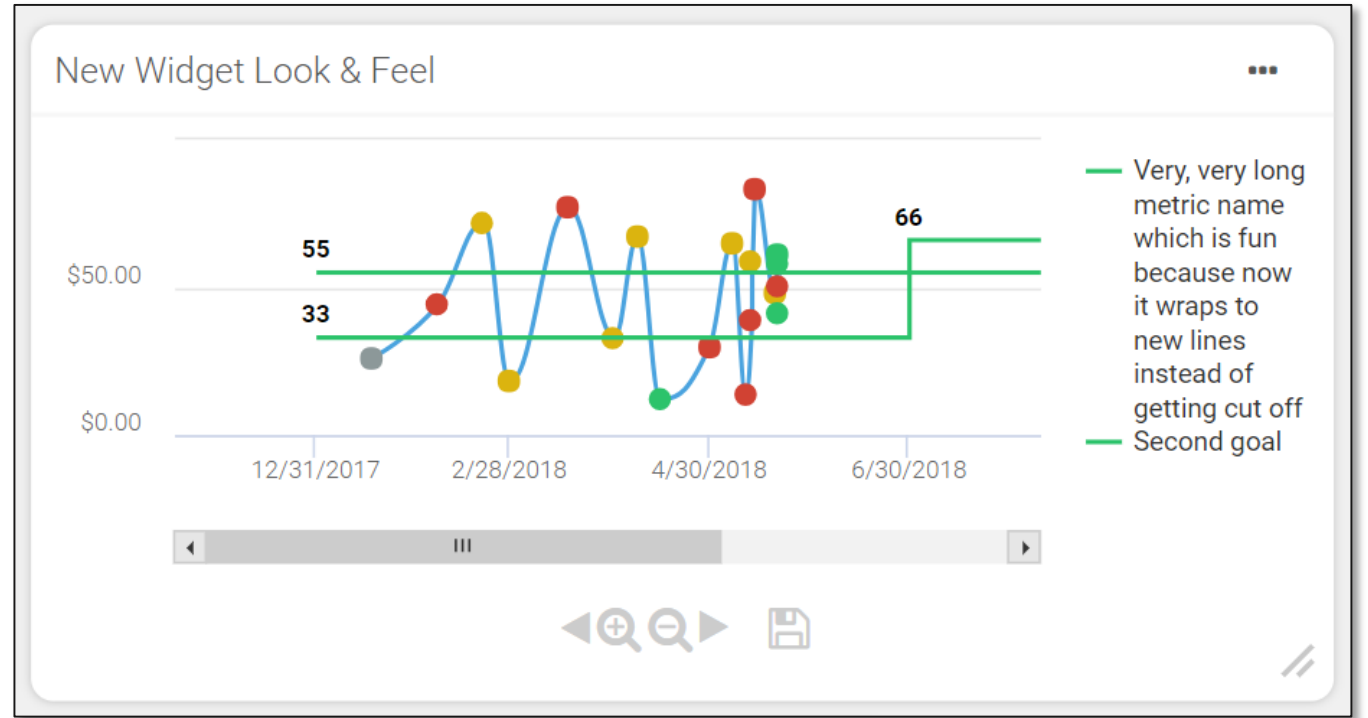 New Widget Look & Feel
55
33
66
$50.00
$0.00
12/31/2017
2/28/2018
4/30/2018
6/30/2018
Very, very long
metric name
which is fun
because now
it wraps to
new lines
instead of
getting cut off
Second goal